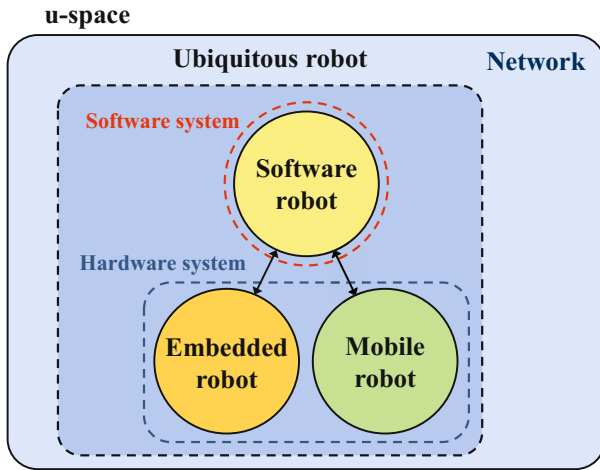 u-space
Ubiquitous robot
Network
Software system
Software
robot
Hardware system
Embedded
robot
Mobile
robot